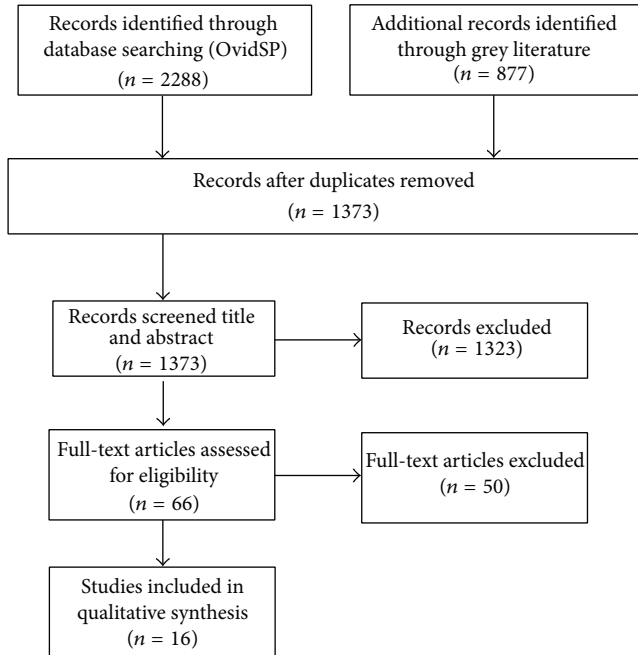 Records identified through
database searching (OvidSP)
(n = 2288)
Additional records identified
through grey literature
(n = 877)
Records after duplicates removed
(n = 1373)
Records screened title
and abstract
(n = 1373)
Records excluded
(n = 1323)
Full-text articles assessed
for eligibility
(n = 66)
Full-text articles excluded
(n = 50)
Studies included in
qualitative synthesis
(n = 16)